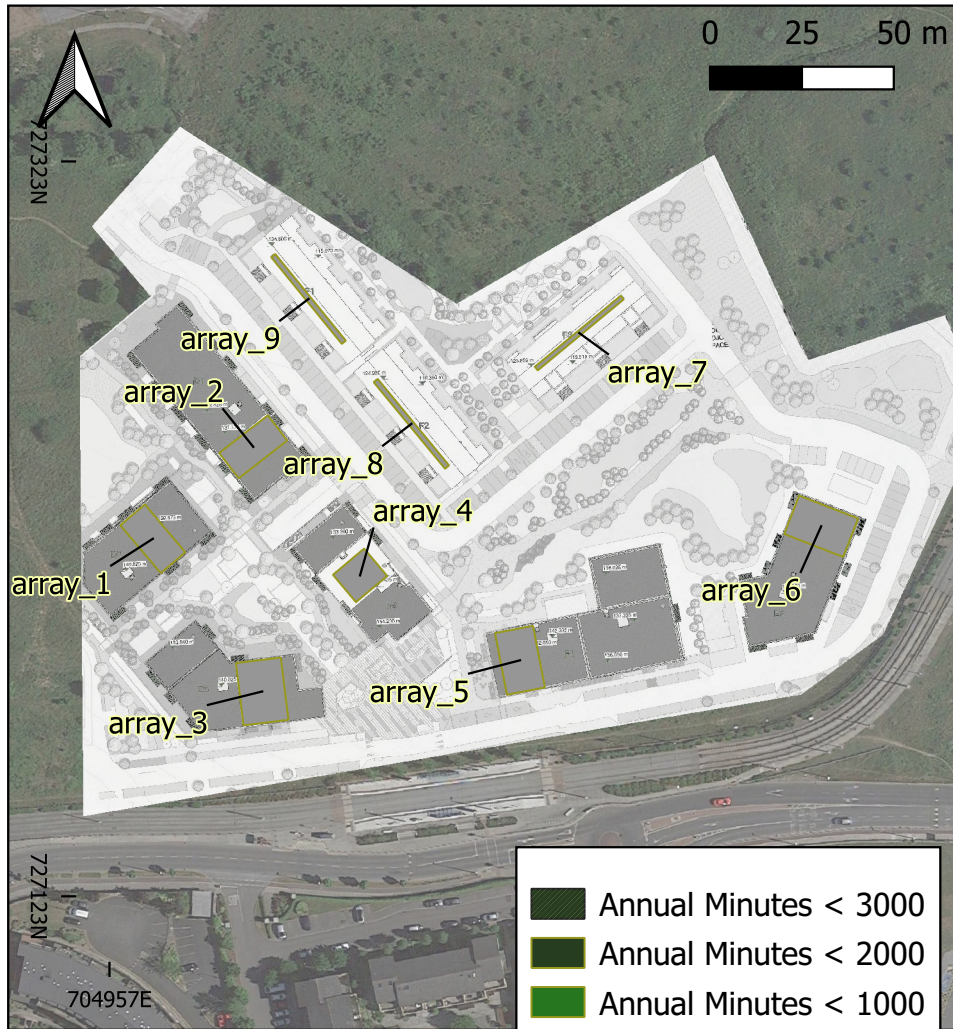 0 25 50 m
727323N
array_9
array_2
array_7
array_8
array_4
array_1
array_6
array_5
array_3
F2
727123N
704957E
Annual Minutes < 3000
Annual Minutes < 2000
Annual Minutes < 1000